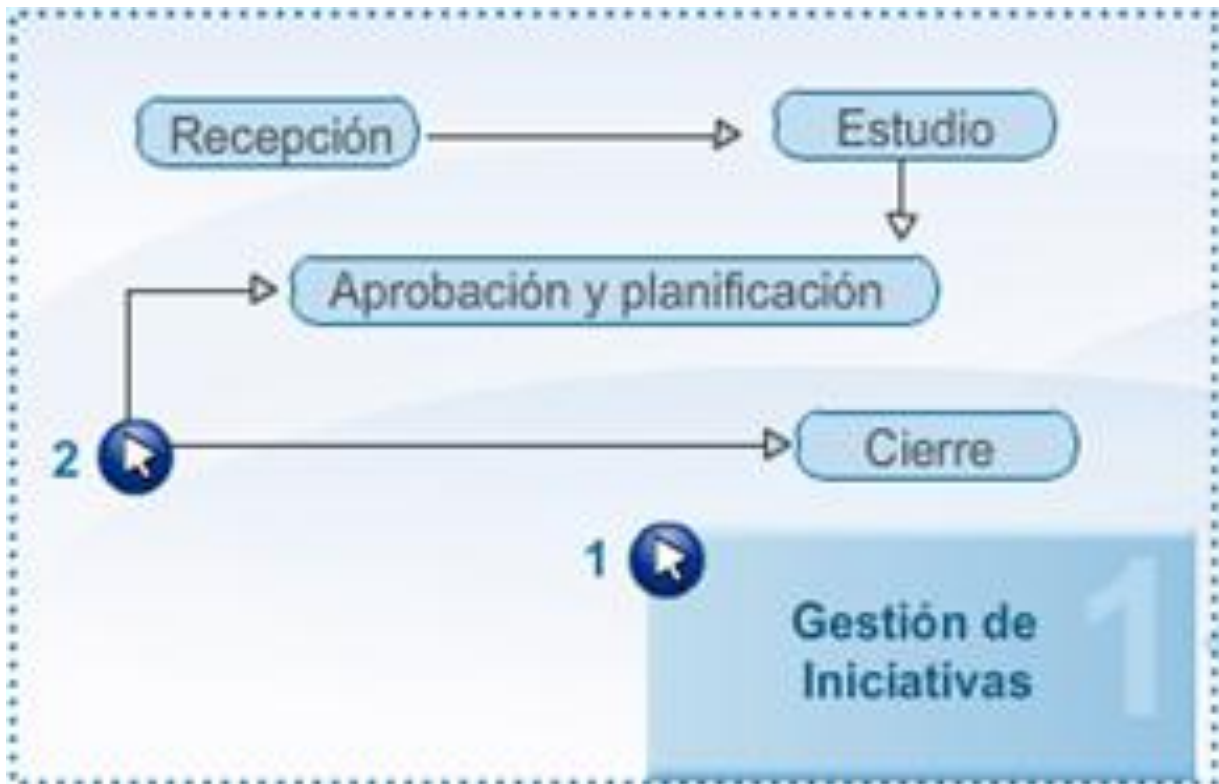 Recepción
Estudio
Aprobación y planificación
2
Cierre
1
Gestión de
Iniciativas
1